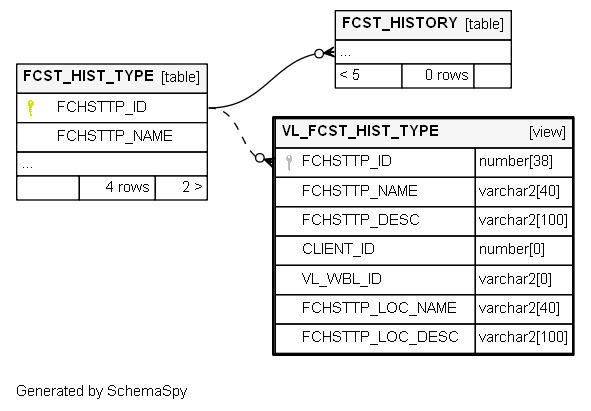 FCST_HISTORY [table]
...
< 5 0 rows
FCST_HIST_TYPE [table]
FCHSTTP_ID
FCHSTTP_NAME
...
4 rows 2 >
VL_FCST_HIST_TYPE [view]
FCHSTTP_ID number[38]
FCHSTTP_NAME varchar2[40]
FCHSTTP_DESC varchar2[100]
CLIENT_ID number[0]
VL_WBL_ID varchar2[0]
FCHSTTP_LOC_NAME varchar2[40]
FCHSTTP_LOC_DESC varchar2[100]
Generated by SchemaSpy